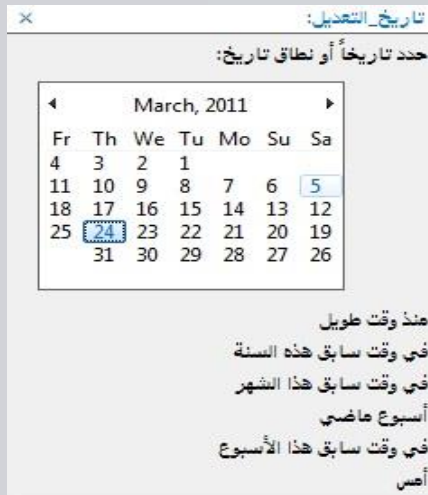 تاريخ_التعديل:
حدد تاريخاً أو نطاق تاريخ:
March, 2011
Fr Th We Tu Mo Su Sa
4 3 2 1
11 10 9 8 7 6 5
18 17 16 15 14 13 12
25 24 23 22 21 20 19
31 30 29 28 27 26
منذ وقت طويل
في وقت سابق هذه السنة
في وقت سابق هذا الشهر
أسبوع ماضي
في وقت سابق هذا الأسبوع
أمس